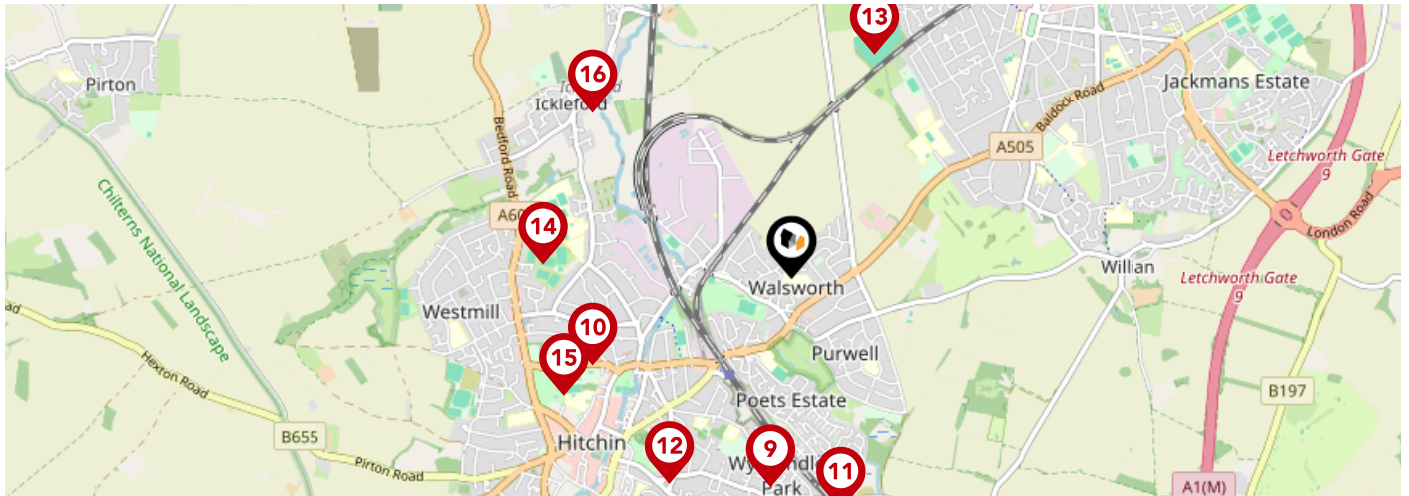 13
16
Pirton
Ickleford
Jackmans Estate
Baldock Road
A505
Bedford Road
Letchworth Gate
9
Chilterns National Landscape
14
London Road
Willian
Letchworth Gate
9
Walsworth
Westmill
10
15
Purwell
Hexton Road
B197
Poets Estate
B655
Hitchin
12
9
11
Park
Pirton Road
A1(M)